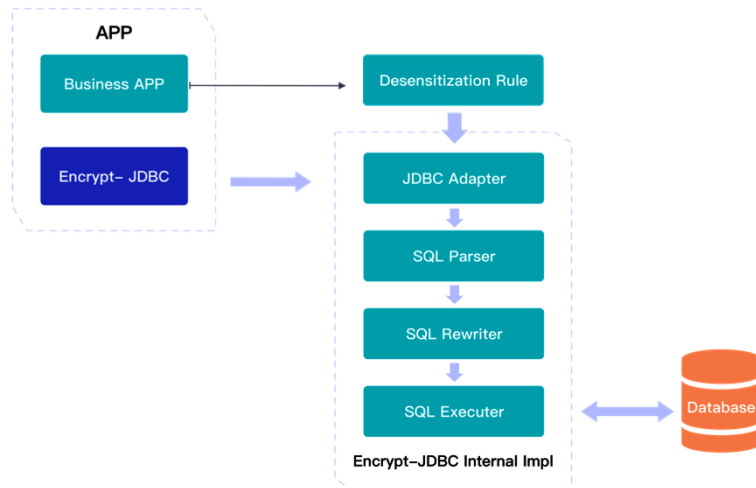 APP
Business APP
Desensitization Rule
Encrypt- JDBC
JDBC Adapter
SQL Parser
SQL Rewriter
SQL Executer
Database
Encrypt-JDBC Internal Impl